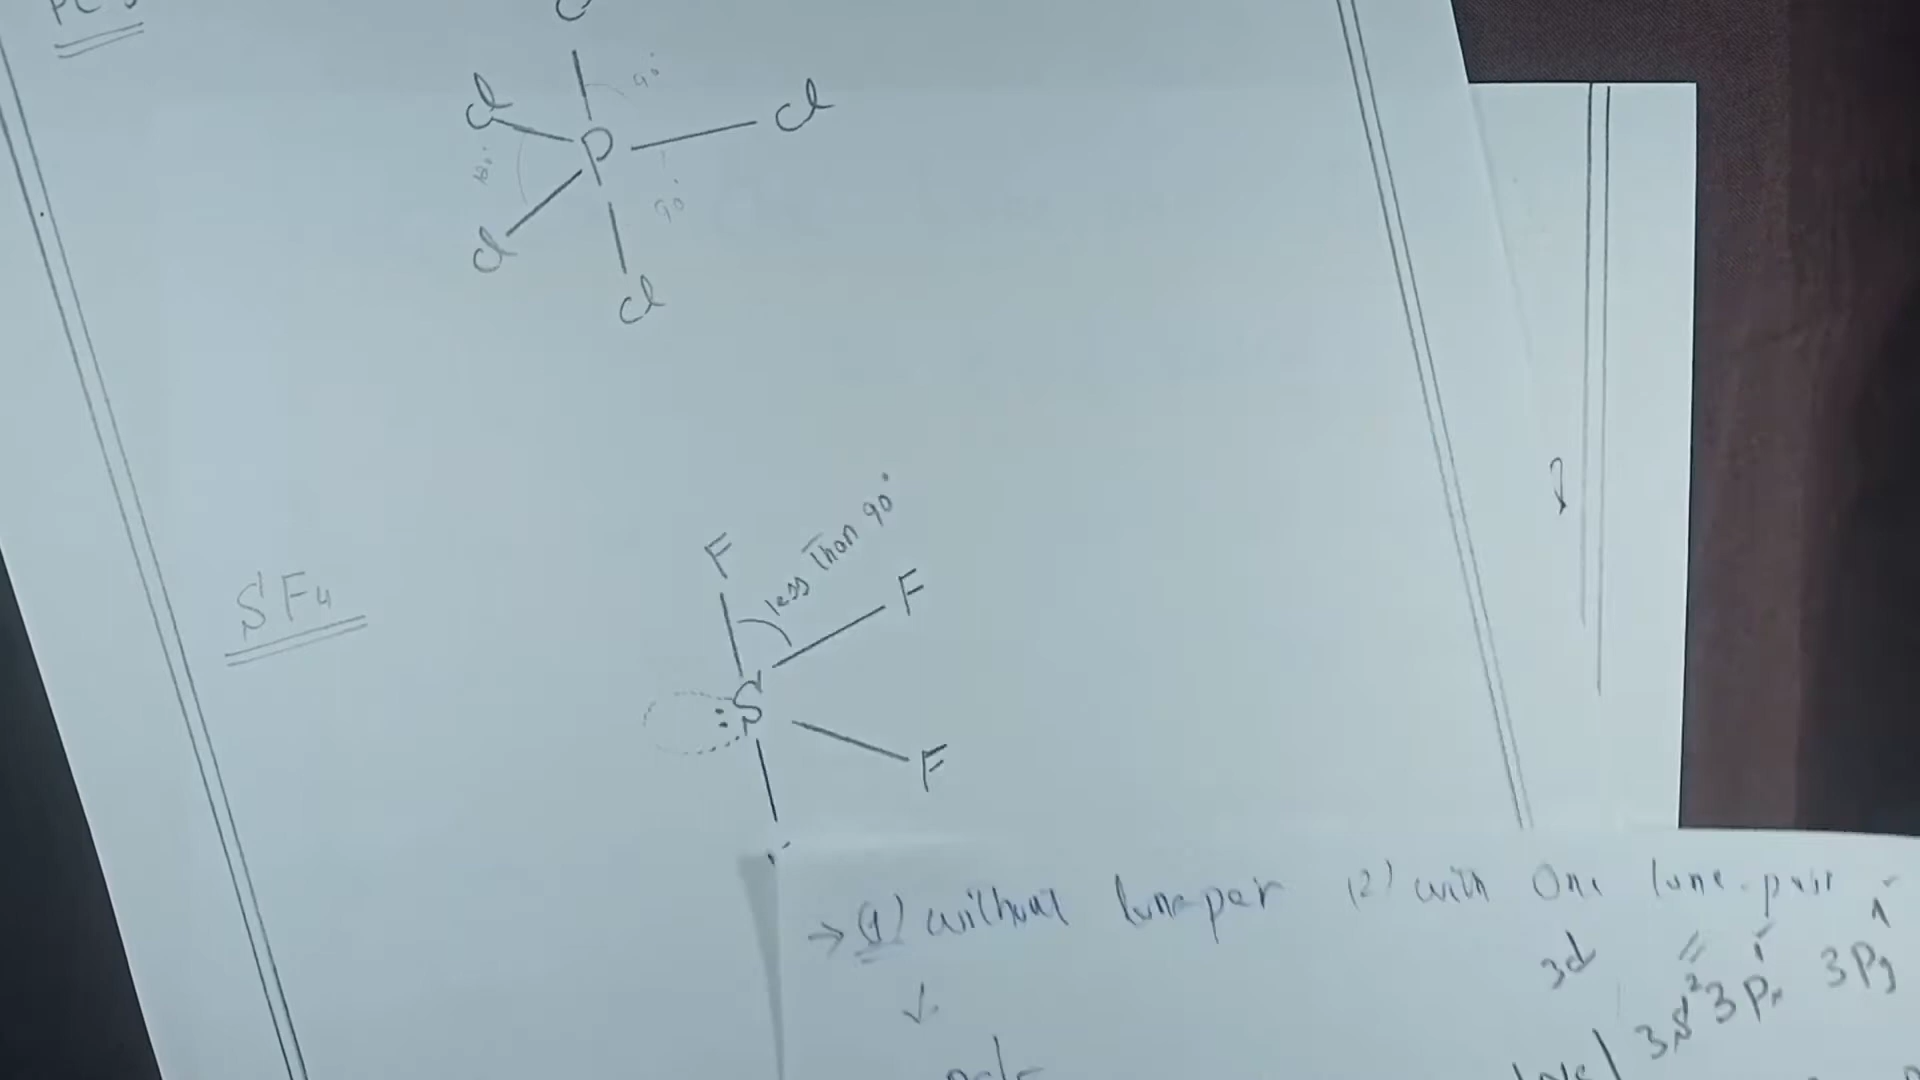 Cl
90°
Cl
P
Cl
120°
90°
Cl
Cl
SF₄
F
less than 90°
F
:S
F
→ (1) without lone pair (2) with One lone pair
3d
3s² 3Px 3Py